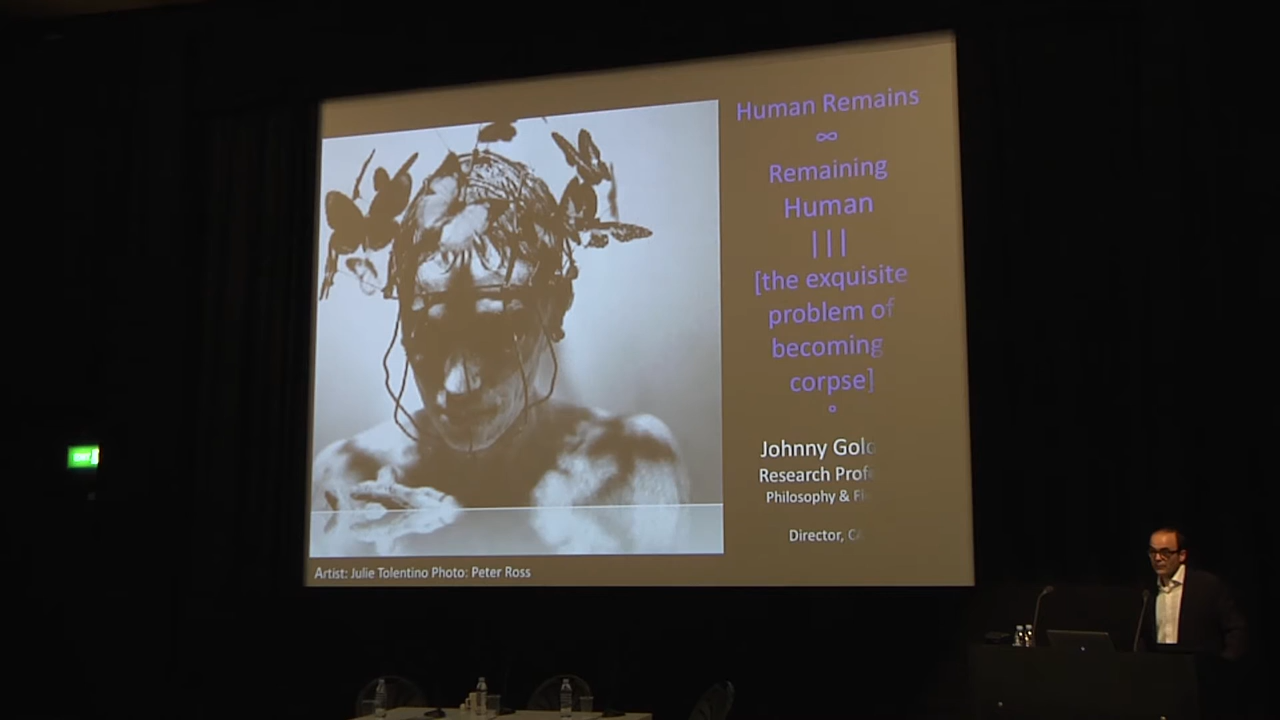 Human Remains
∞
Remaining
Human
|||
[the exquisite
problem of
becoming
corpse]
°
Johnny Gold
Research Prof
Philosophy & Fi
Director, CA
Artist: Julie Tolentino Photo: Peter Ross